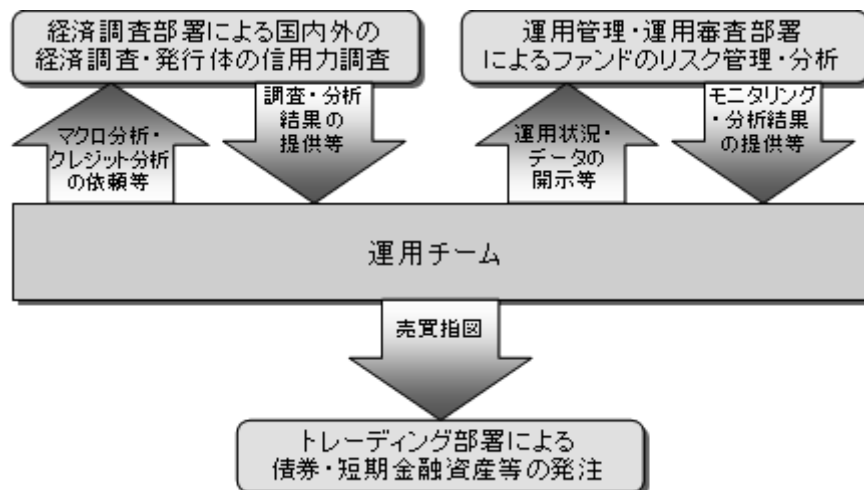 経済調査部署による国内外の
経済調査・発行体の信用力調査
運用管理・運用審査部署
によるファンドのリスク管理・分析
マクロ分析・
クレジット分析
の依頼等
調査・分析
結果の
提供等
運用状況・
データの
開示等
モニタリング
・分析結果
の提供等
運用チーム
売買指図
トレーディング部署による
債券・短期金融資産等の発注